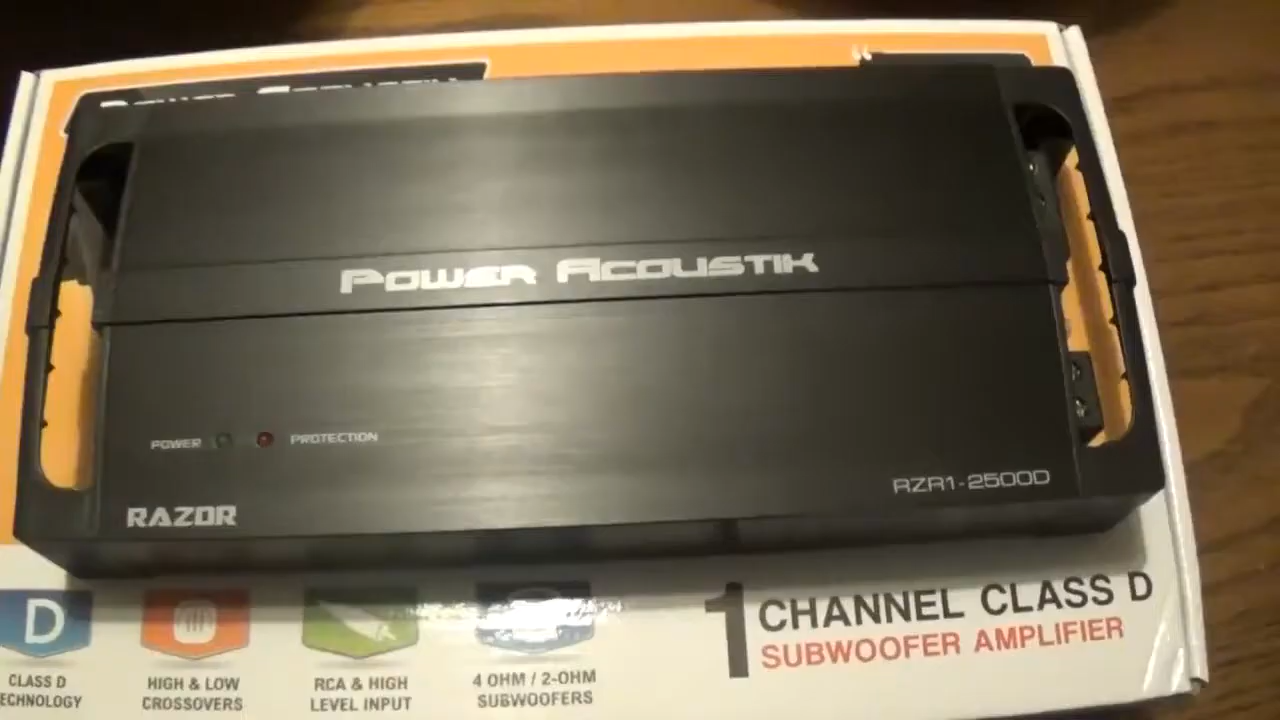 POWER ACOUSTIK
POWER PROTECTION
RAZOR
RZR1-2500D
D
1 CHANNEL CLASS D
SUBWOOFER AMPLIFIER
CLASS D
HIGH & LOW
CROSSOVERS
RCA & HIGH
LEVEL INPUT
4 OHM / 2-OHM
SUBWOOFERS